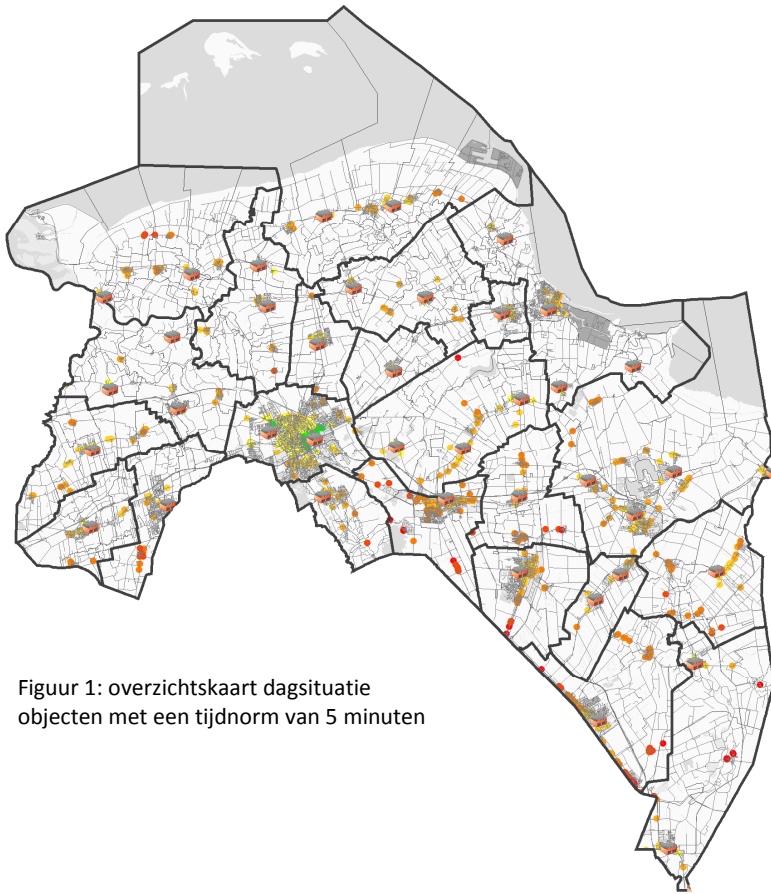 Figuur 1: overzichtskaart dagsituatie
objecten met een tijdnorm van 5 minuten